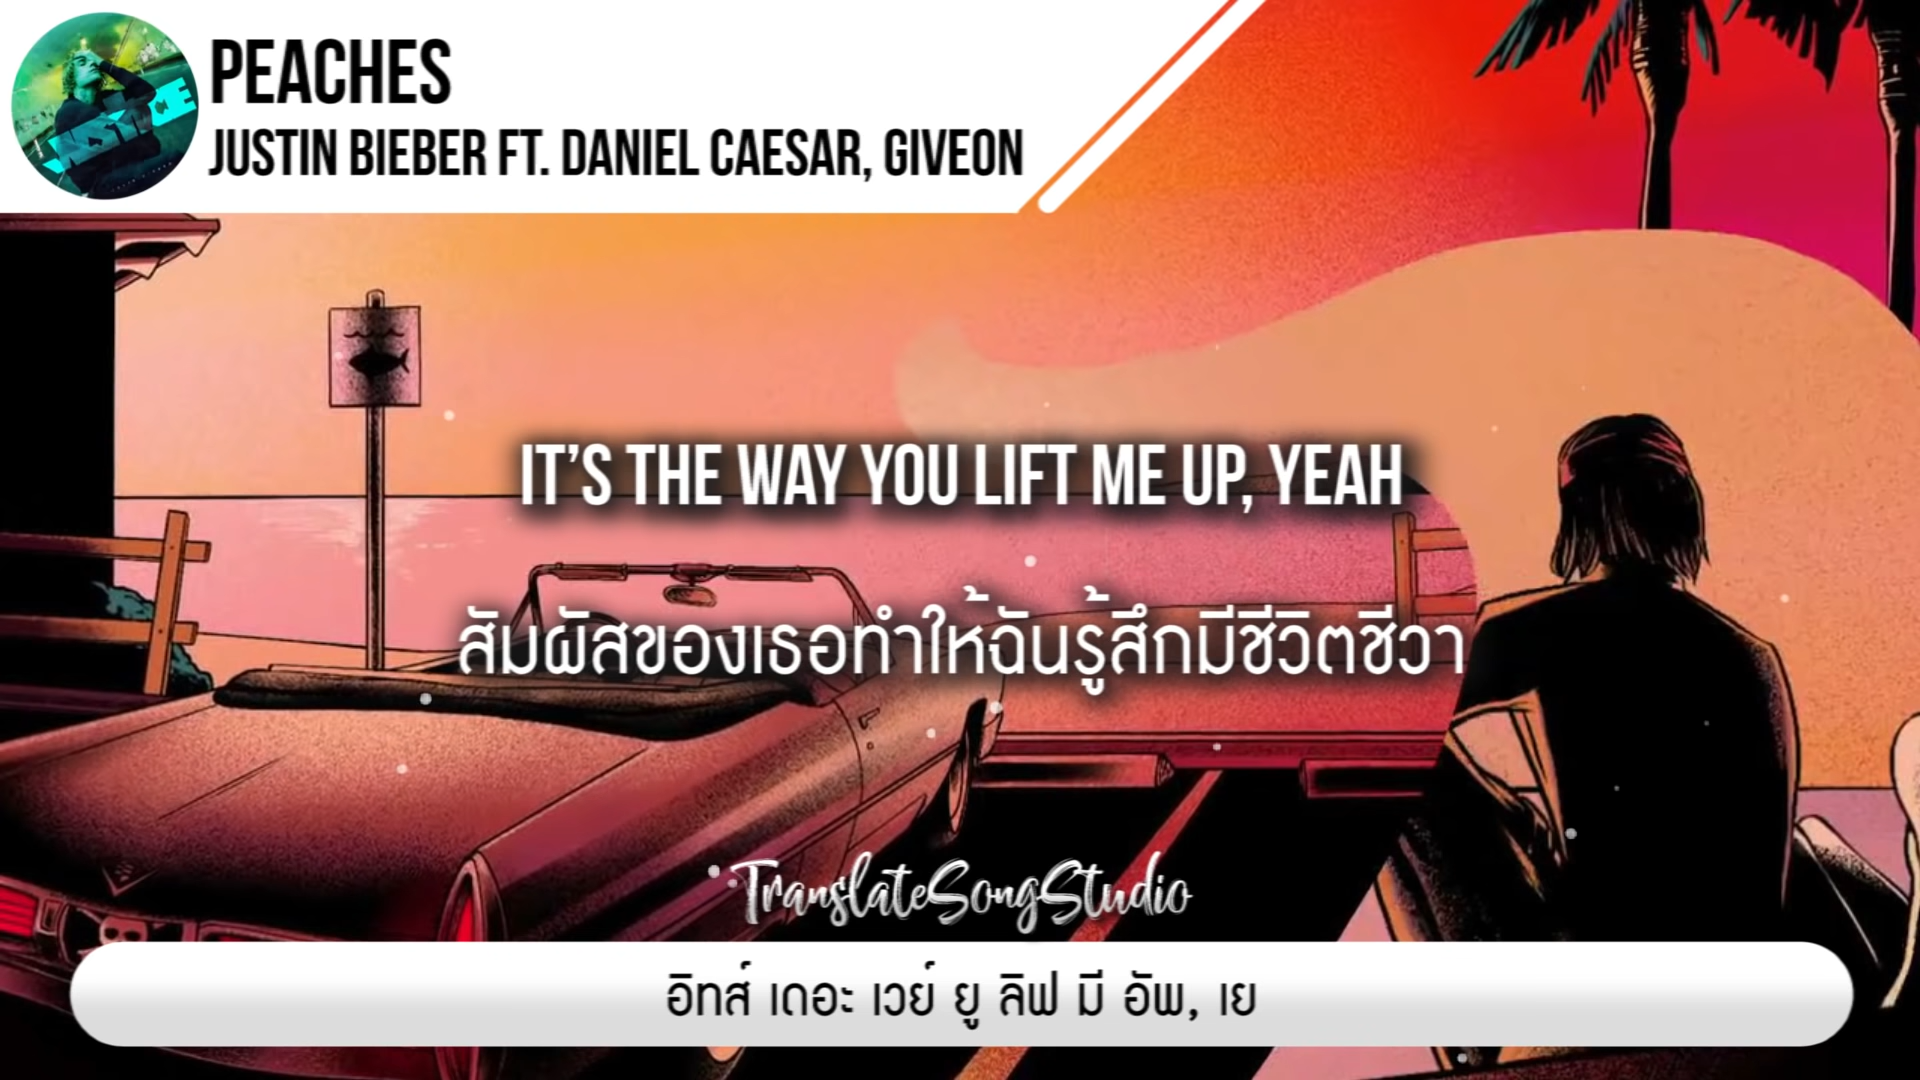 PEACHES
JUSTIN BIEBER FT. DANIEL CAESAR, GIVEON
IT'S THE WAY YOU LIFT ME UP, YEAH
สัมผัสของเธอทำให้ฉันรู้สึกมีชีวิตชีวา
TranslateSongStudio
อิทส์ เดอะ เวย์ ยู ลิฟ มี อัพ, เย